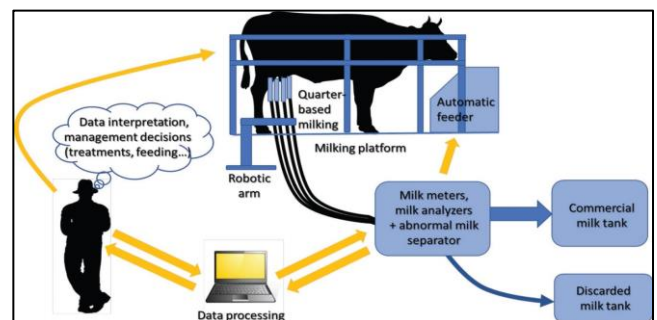 Data interpretation,
management decisions
(treatments, feeding...)
Quarter-
based milking
Automatic
feeder
Milking platform
Robotic
arm
Milk meters,
milk analyzers
+ abnormal milk
separator
Commercial
milk tank
Discarded
milk tank
Data processing